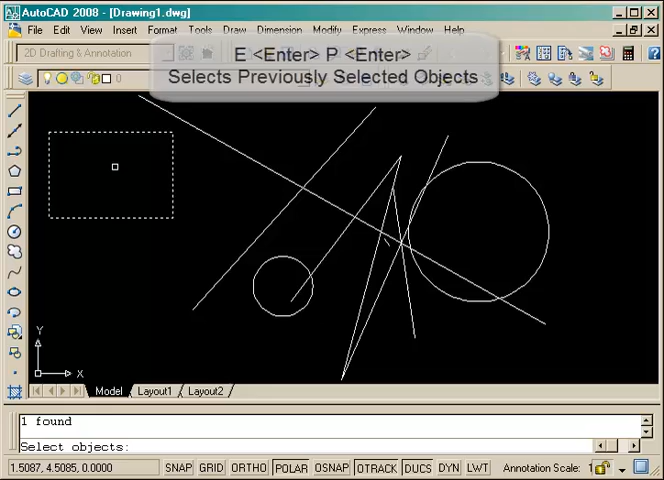 AutoCAD 2008 - [Drawing1.dwg]
File Edit View Insert Format Tools Draw Dimension Modify Express Window Help
2D Drafting & Annotation
0
E <Enter> P <Enter>
Selects Previously Selected Objects
Y
X
Model Layout1 Layout2
1 found
Select objects:
1.5087, 4.5085, 0.0000 SNAP GRID ORTHO POLAR OSNAP OTRACK DUCS DYN LWT Annotation Scale: